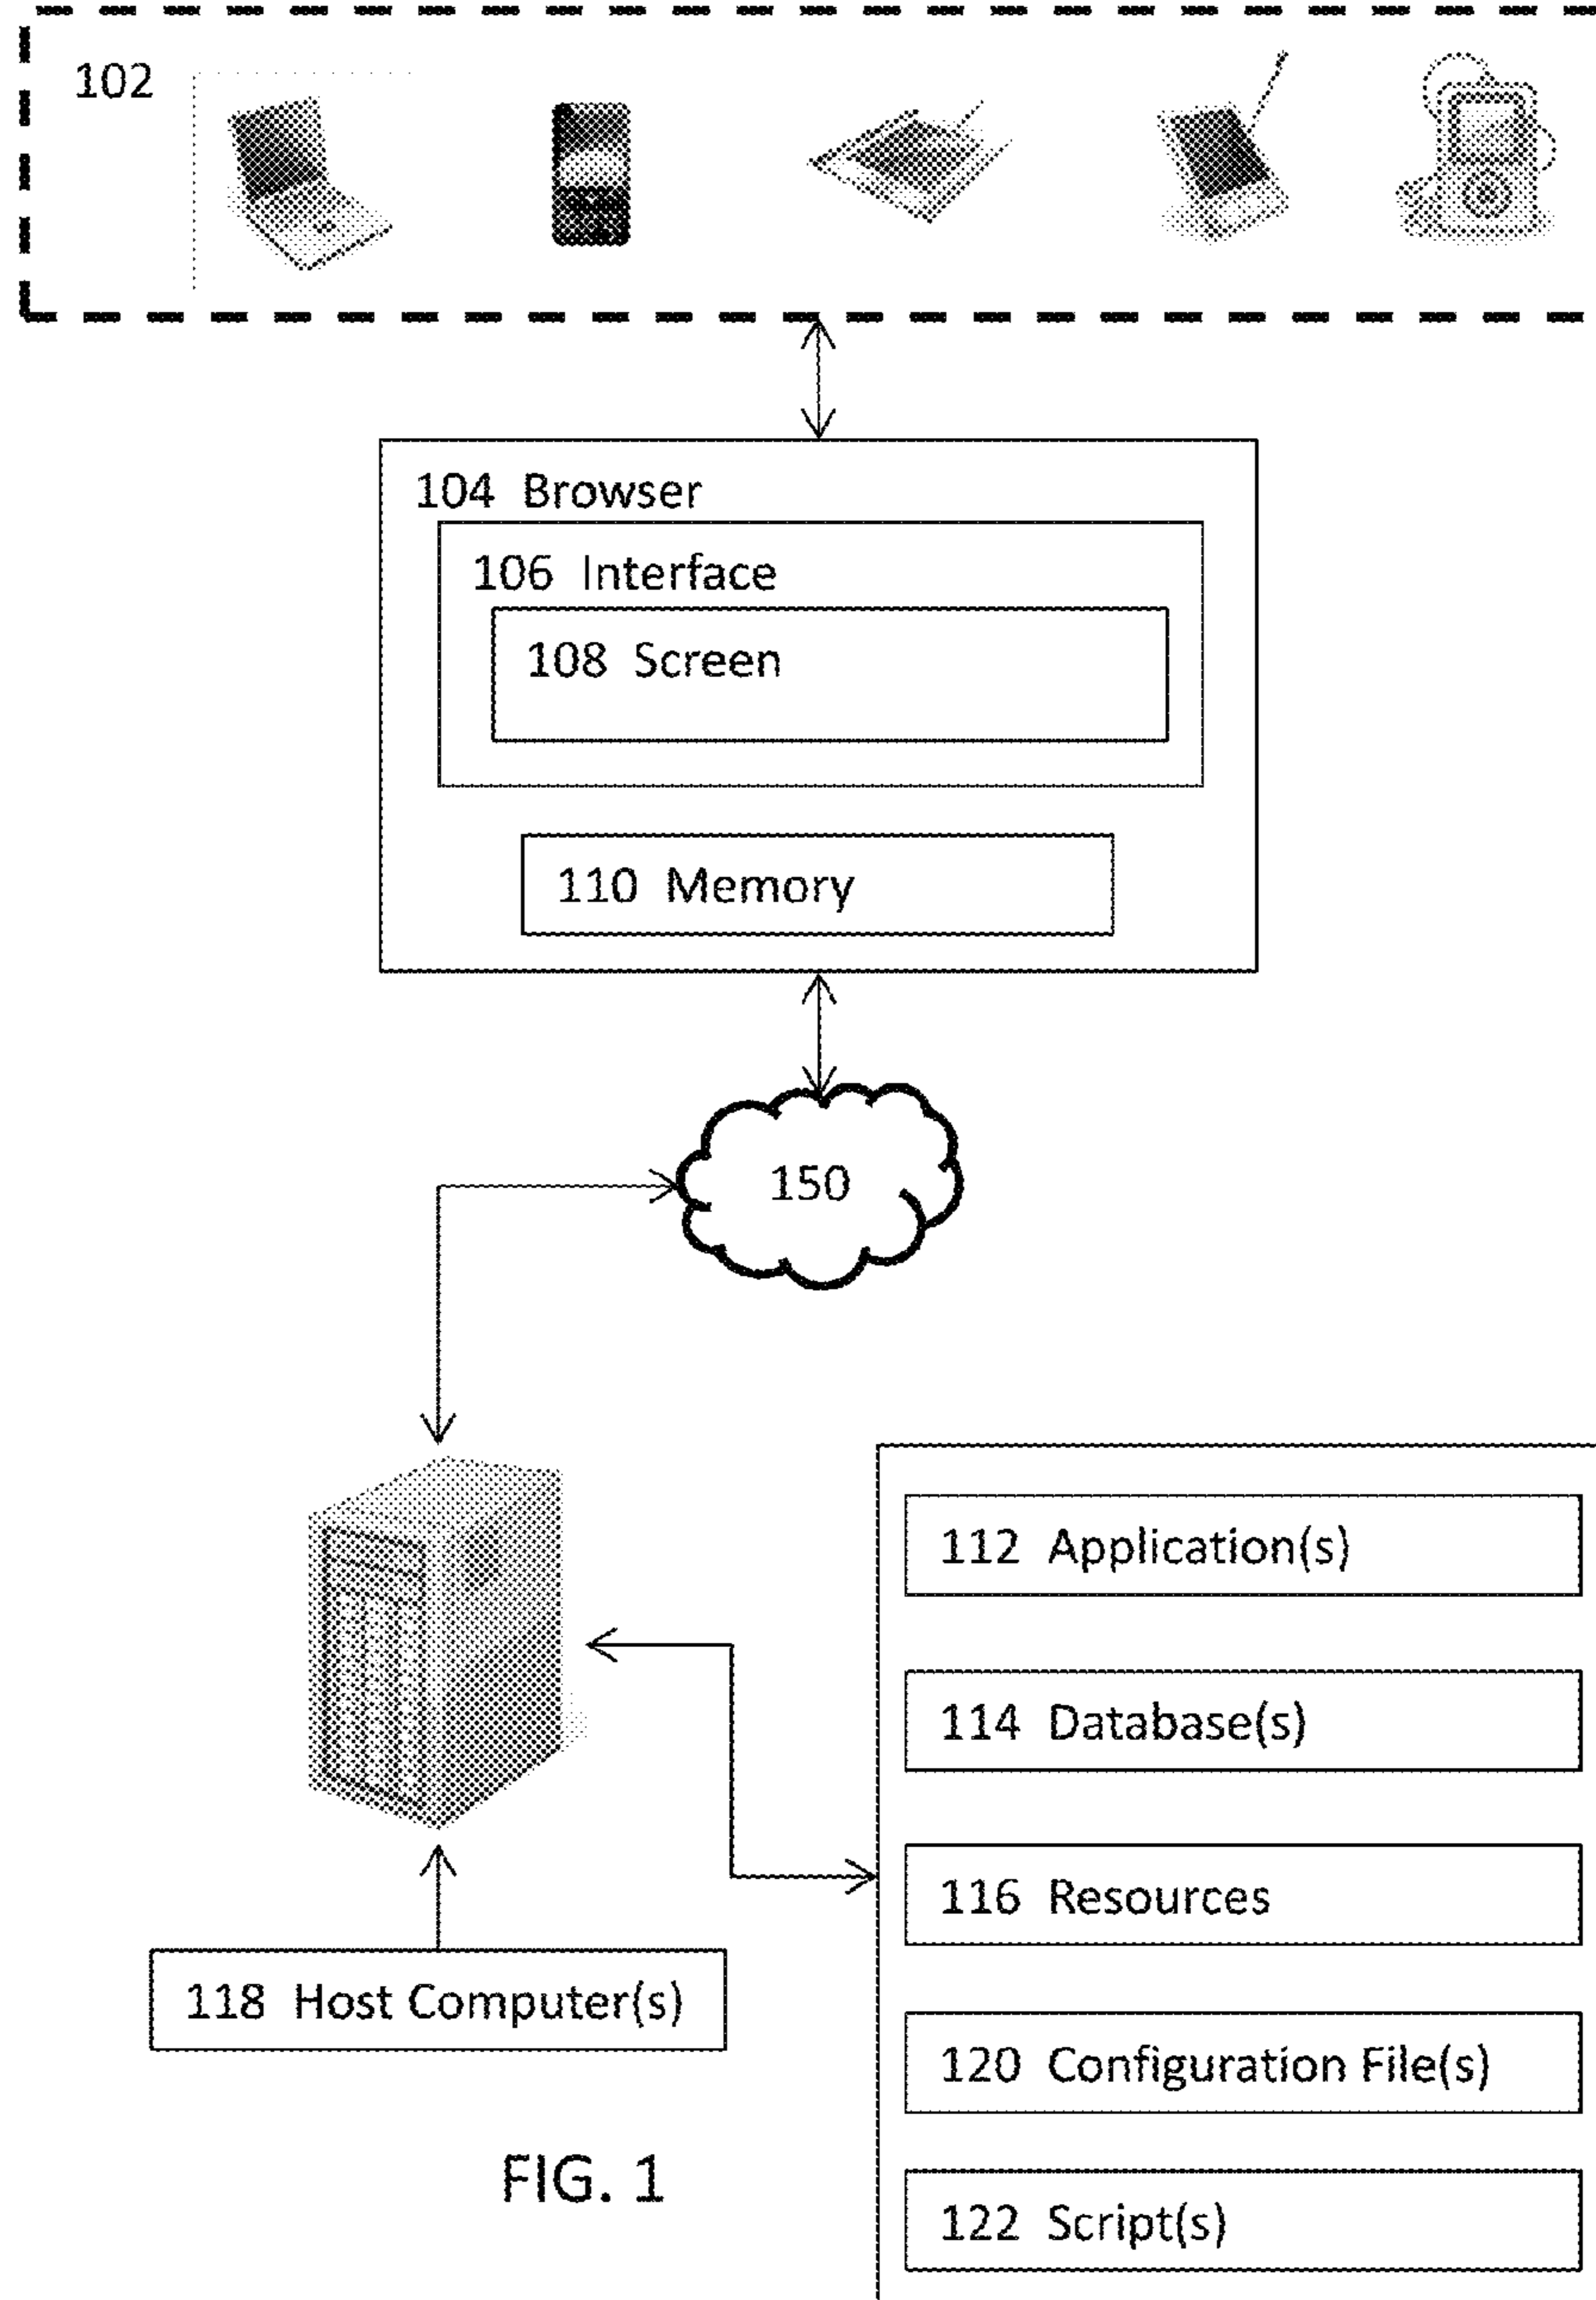 102
104 Browser
106 Interface
108 Screen
110 Memory
150
112 Application(s)
114 Database(s)
116 Resources
118 Host Computer(s)
120 Configuration File(s)
122 Script(s)
FIG. 1